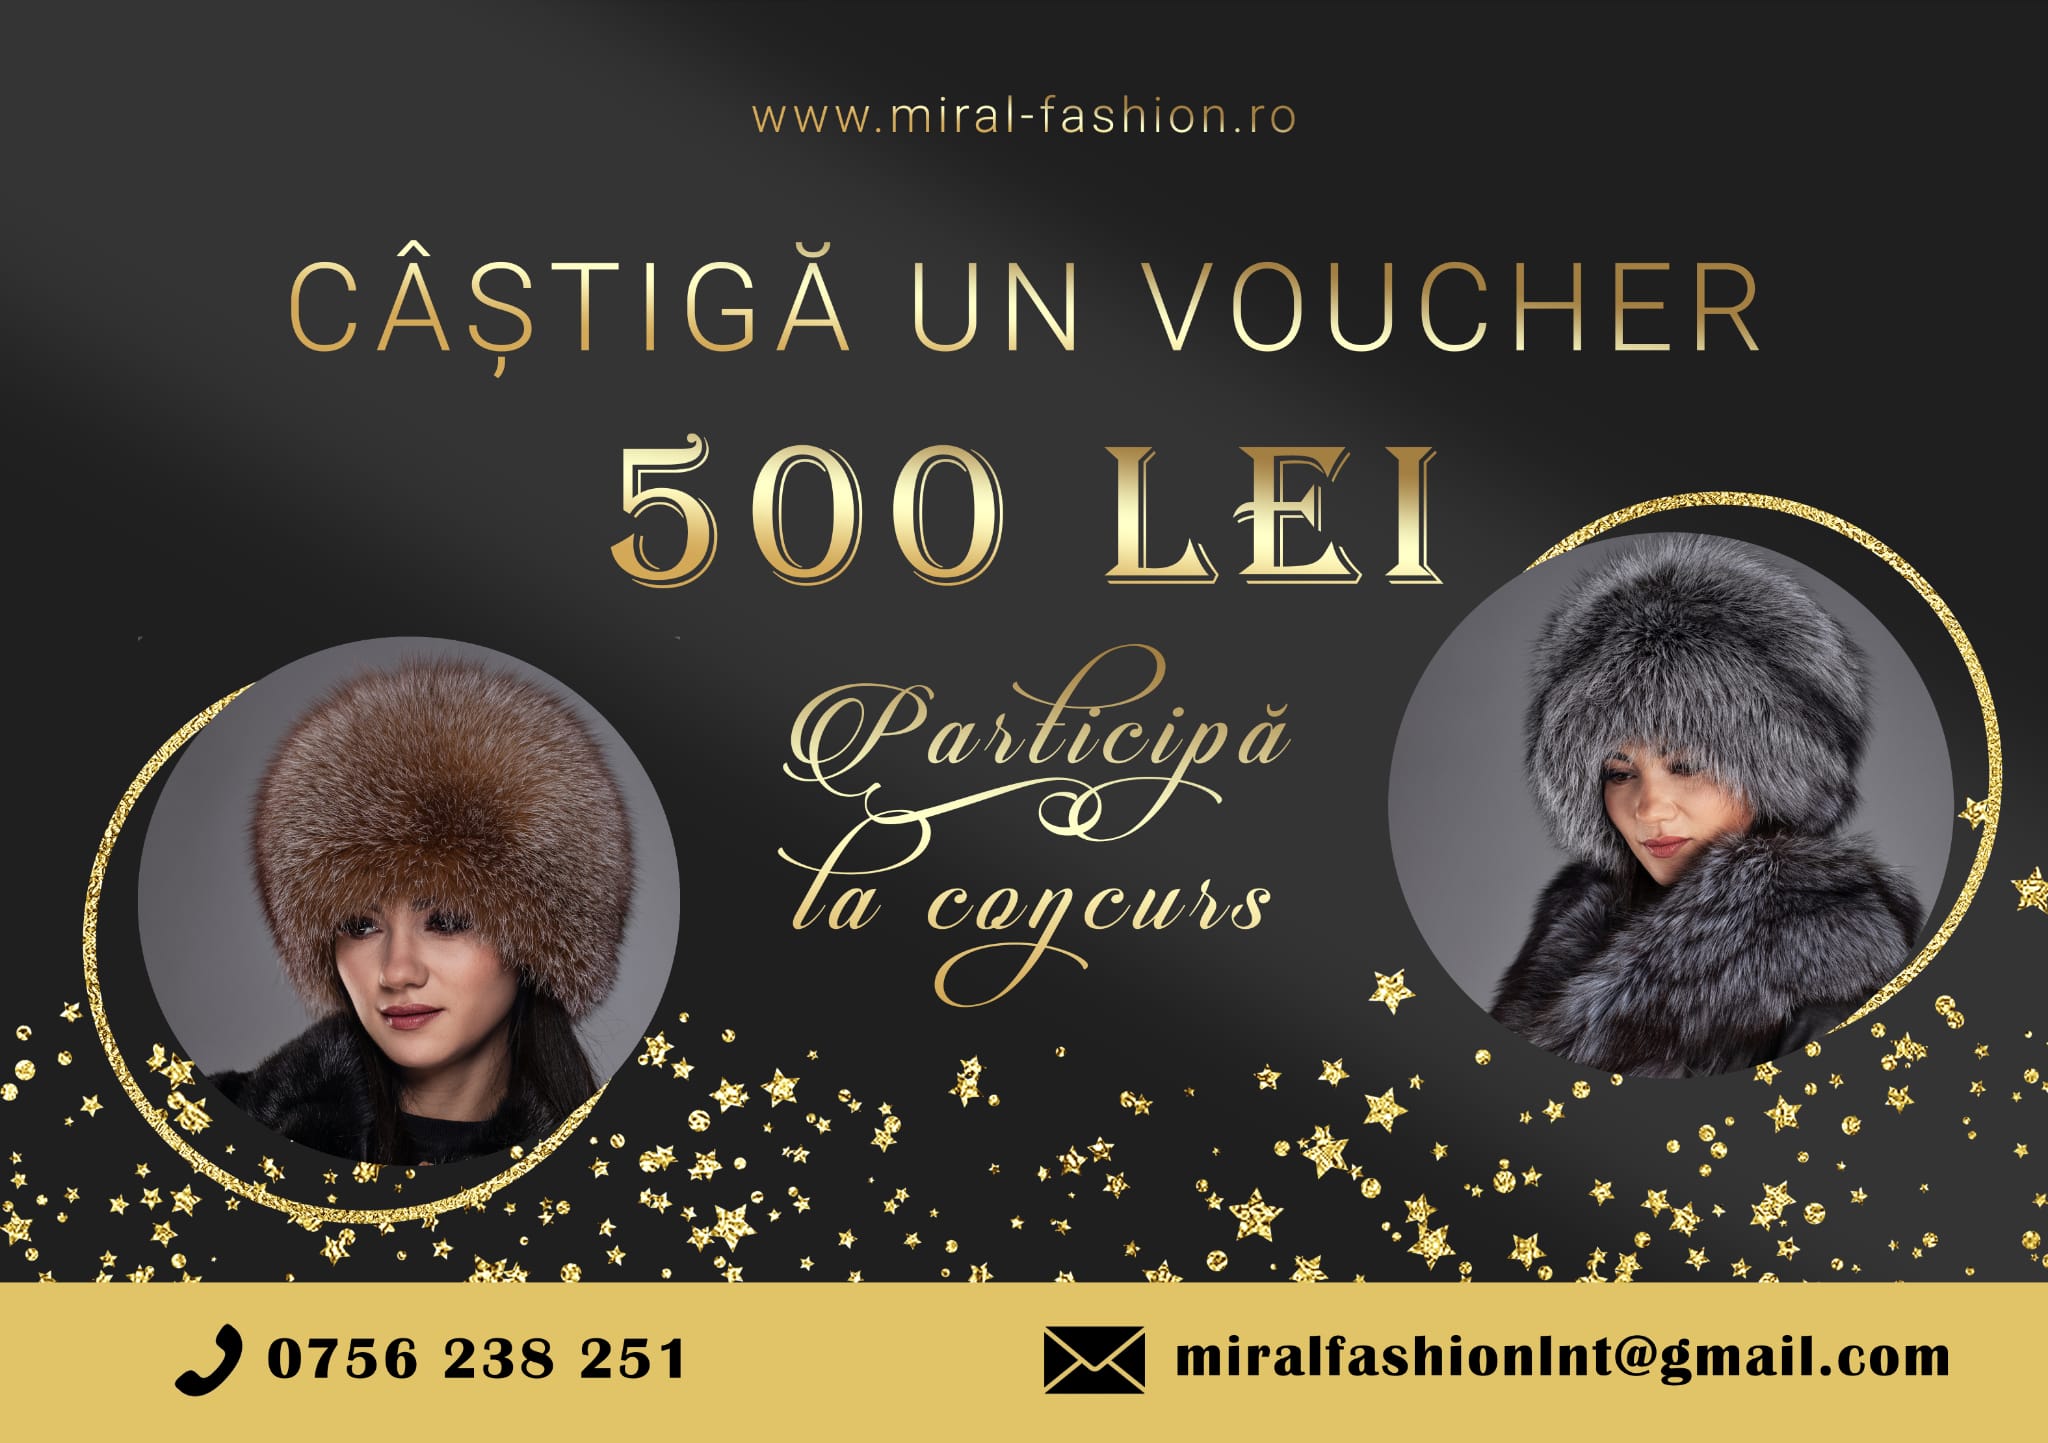 www.miral-fashion.ro
CÂȘTIGĂ UN VOUCHER
500 LEI
Participă
la concurs
0756 238 251
miralfashionlnt@gmail.com